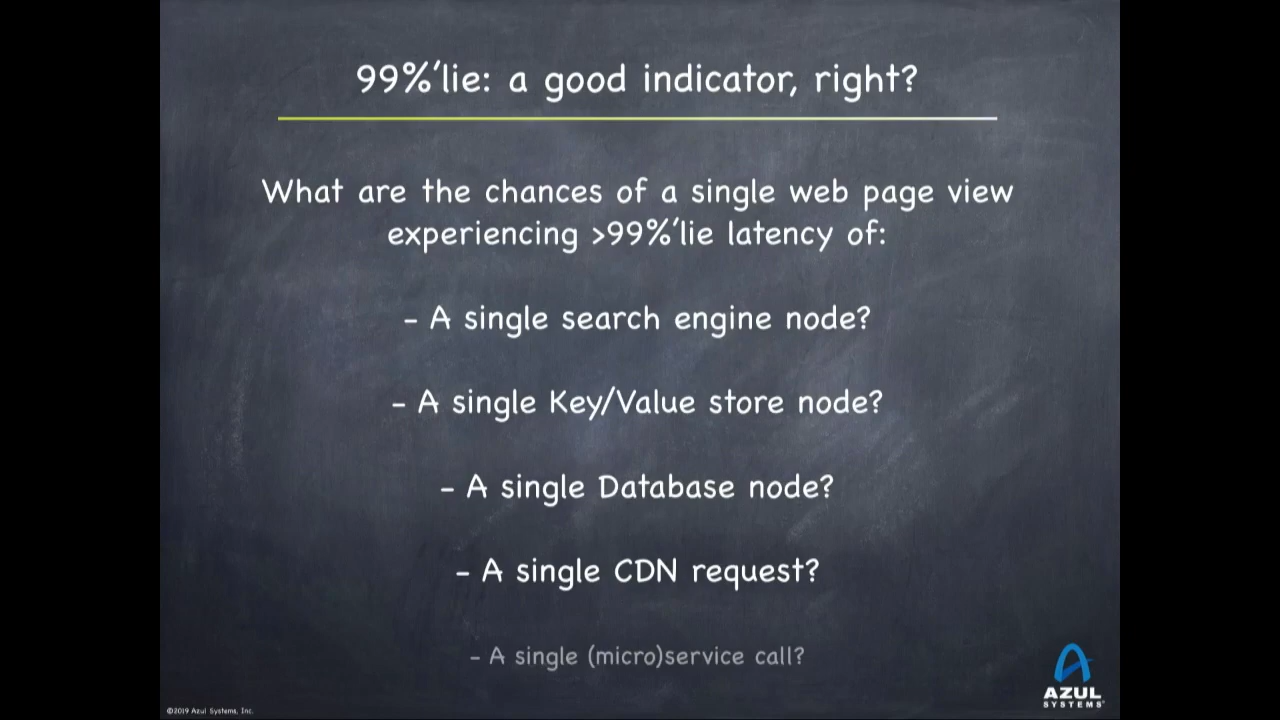 99%'lie: a good indicator, right?
What are the chances of a single web page view
experiencing >99%'lie latency of:
- A single search engine node?
- A single Key/Value store node?
- A single Database node?
- A single CDN request?
- A single (micro)service call?
AZUL
SYSTEMS
©2019 Azul Systems, Inc.